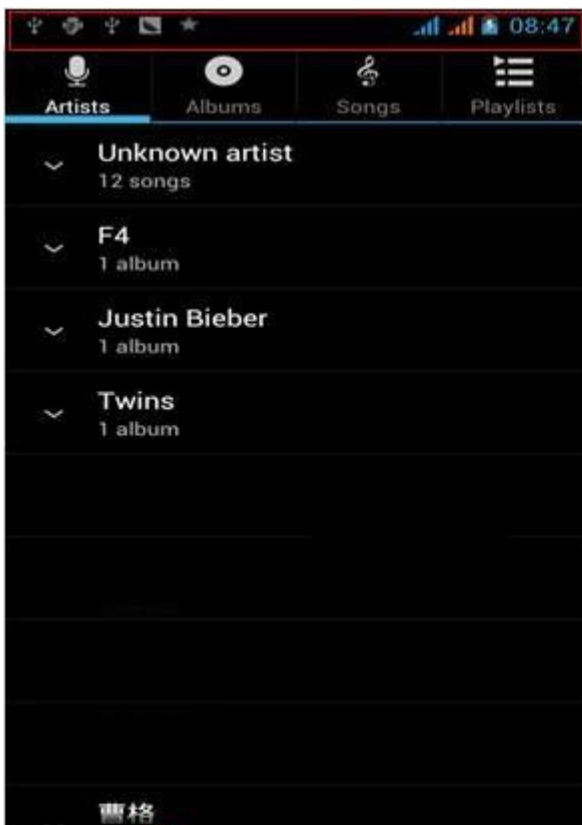 08:47
Artists Albums Songs Playlists
Unknown artist
12 songs
F4
1 album
Justin Bieber
1 album
Twins
1 album
曹格